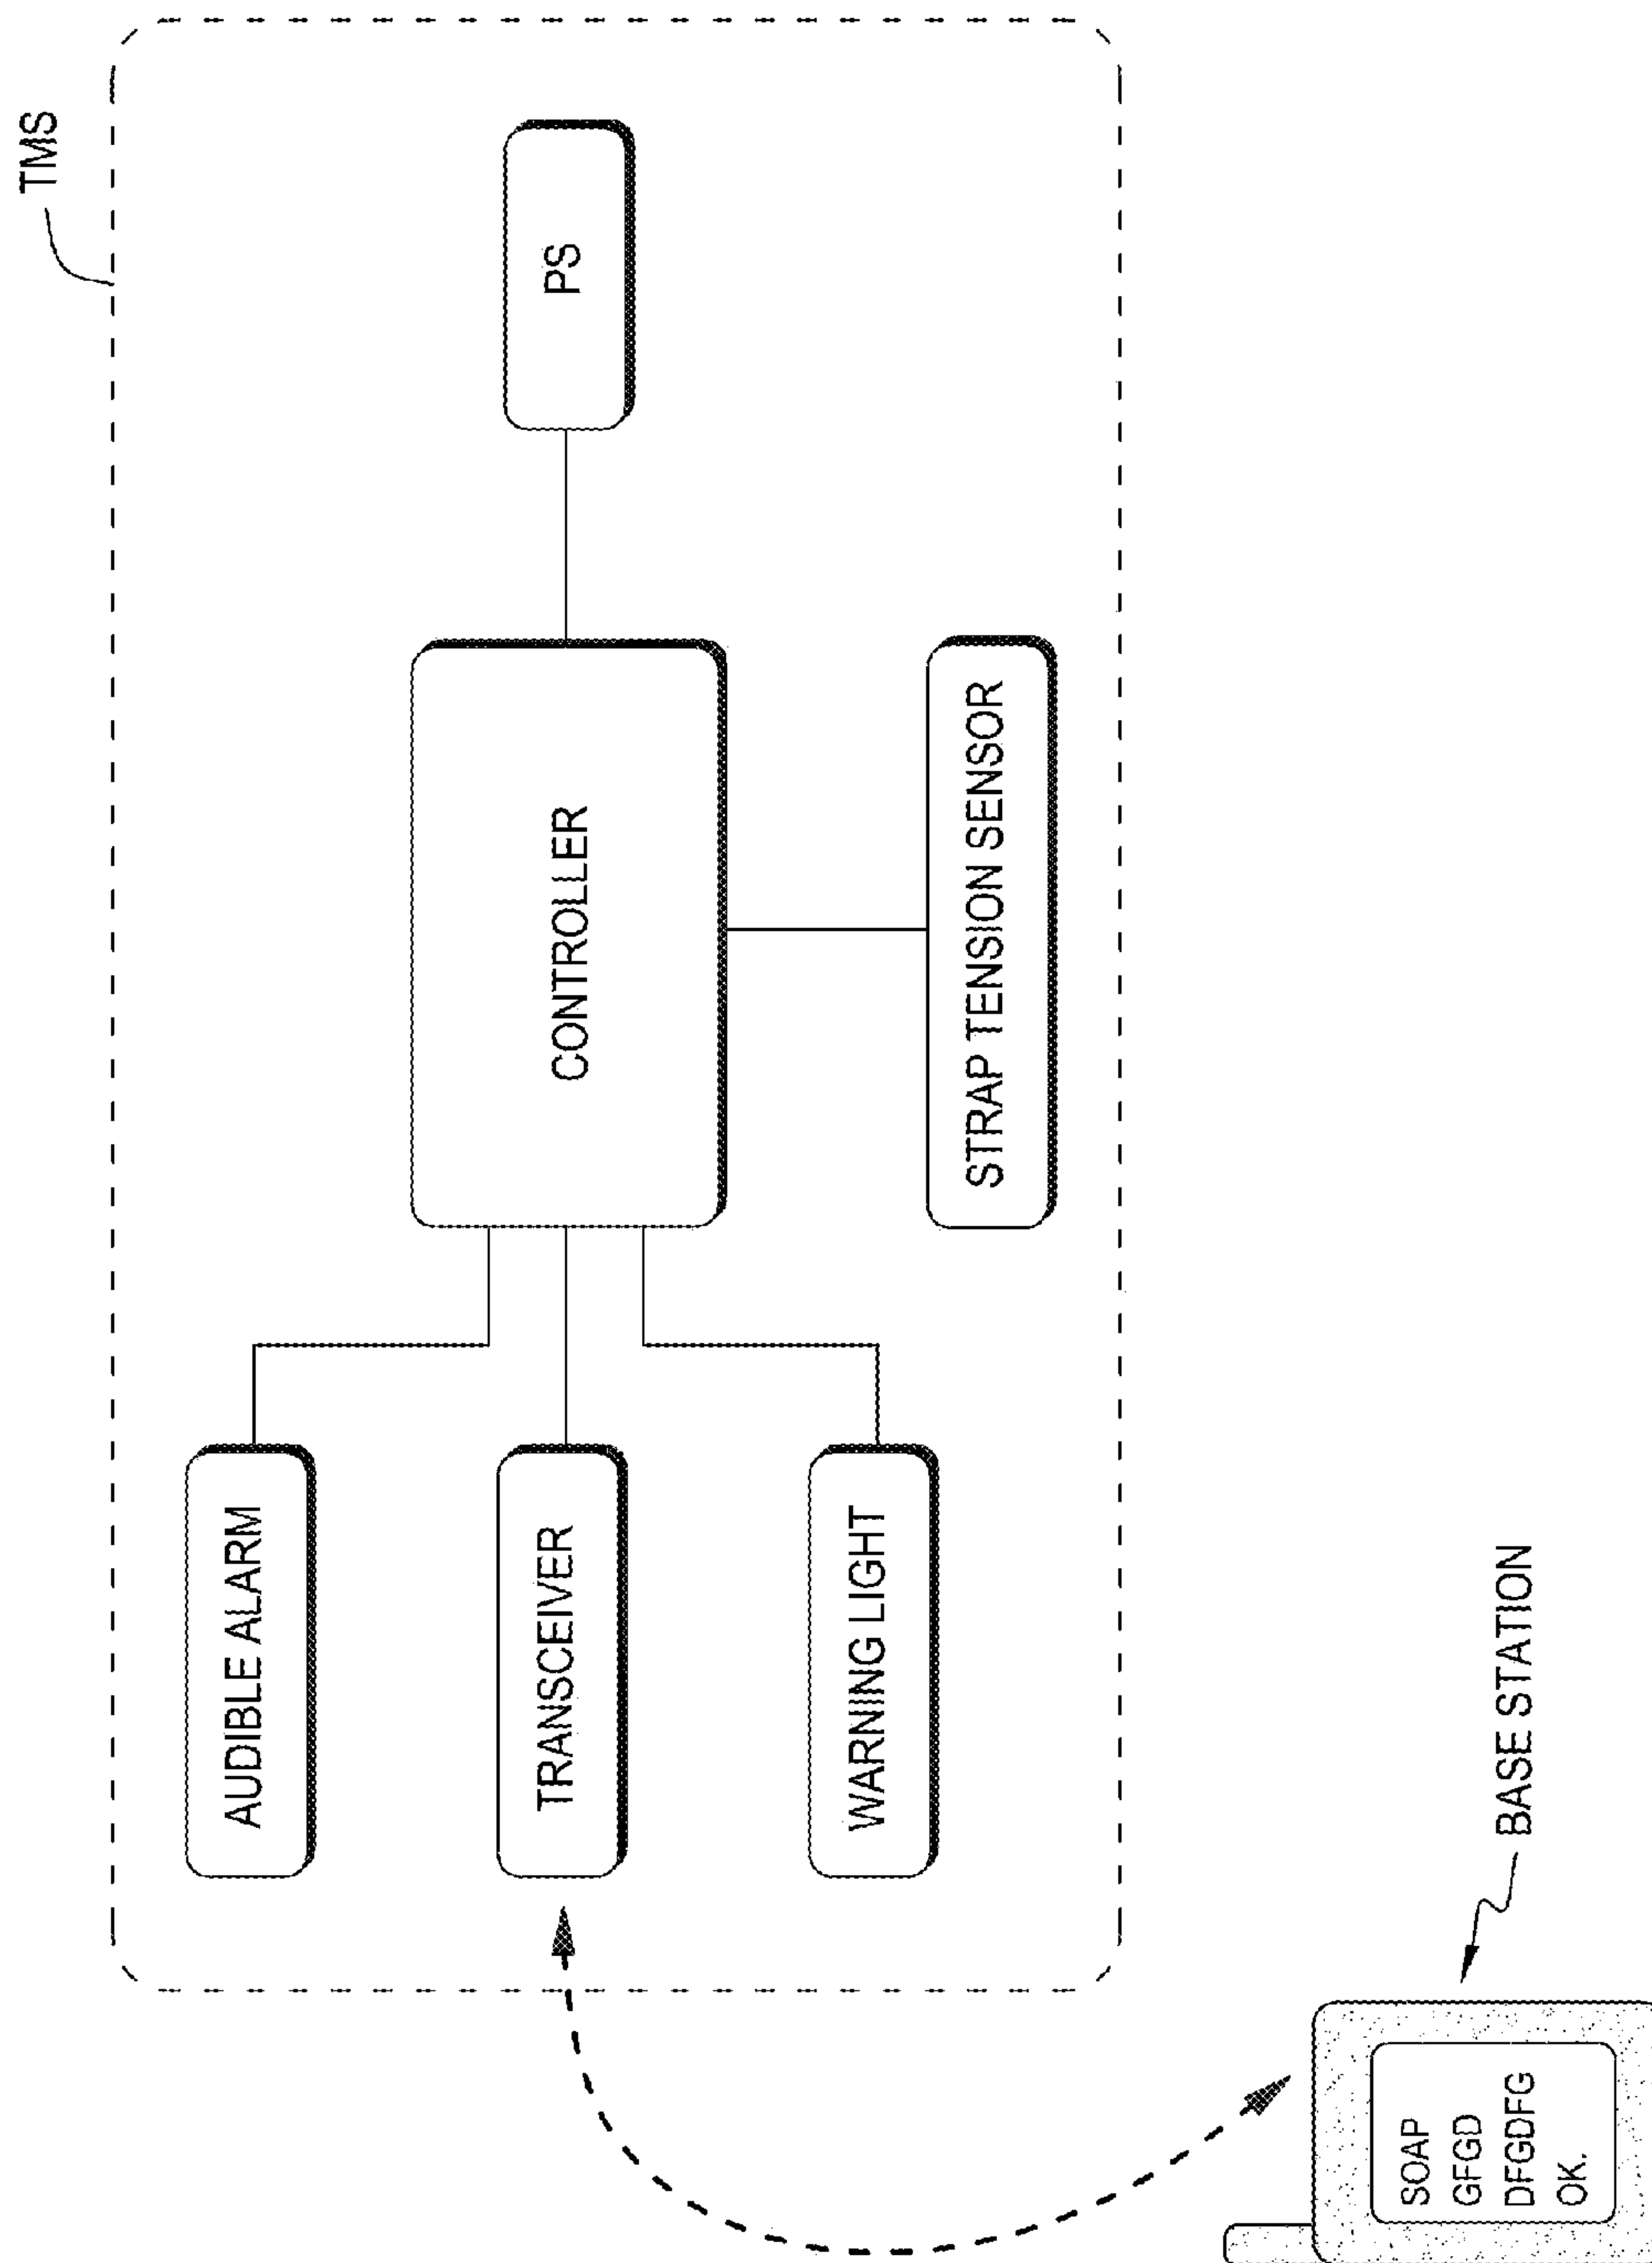 TMS
AUDIBLE ALARM
TRANSCEIVER
WARNING LIGHT
CONTROLLER
PS
STRAP TENSION SENSOR
BASE STATION
SOAP
GFGD
DFGDFG
OK.